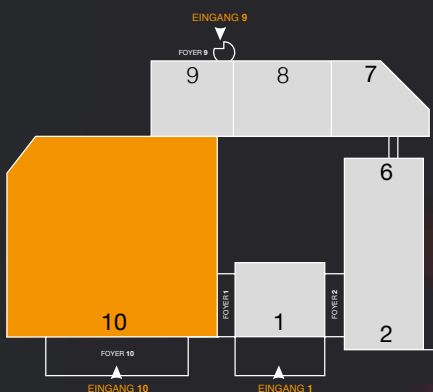 EINGANG 9
FOYER 9
9
8
7
6
FOYER 1
FOYER 2
10
1
2
FOYER 10
EINGANG 10
EINGANG 1